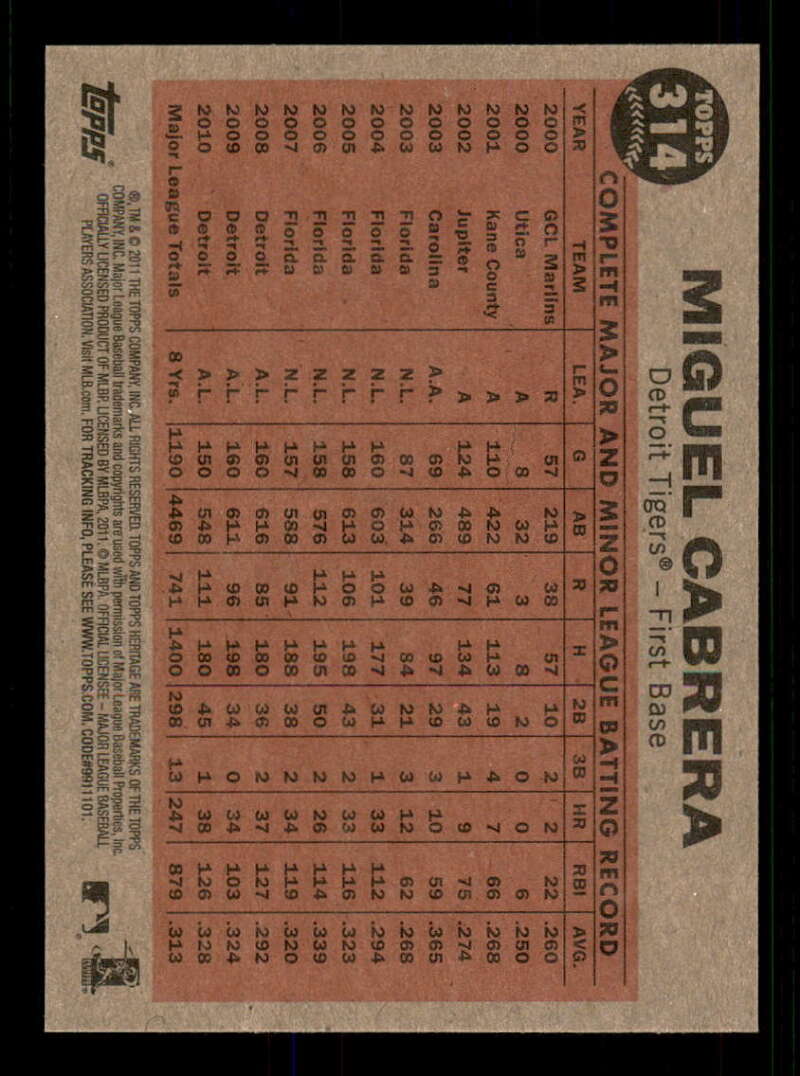 TOPPS
314
MIGUEL CABRERA
Detroit Tigers® – First Base
COMPLETE MAJOR AND MINOR LEAGUE BATTING RECORD
YEAR TEAM LEA. G AB R H 2B 3B HR RBI AVG.
2000 GCL Marlins R 57 219 38 57 10 2 2 22 .260
2000 Utica A 8 32 3 8 2 0 0 6 .250
2001 Kane County A 110 422 61 113 19 4 7 66 .268
2002 Jupiter A 124 489 77 134 43 1 9 75 .274
2003 Carolina A.A. 69 266 46 97 29 3 10 59 .365
2003 Florida N.L. 87 314 39 84 21 3 12 62 .268
2004 Florida N.L. 160 603 101 177 31 1 33 112 .294
2005 Florida N.L. 158 613 106 198 43 2 33 116 .323
2006 Florida N.L. 158 576 112 195 50 2 26 114 .339
2007 Florida N.L. 157 588 91 188 38 2 34 119 .320
2008 Detroit A.L. 160 616 85 180 36 2 37 127 .292
2009 Detroit A.L. 160 611 96 198 34 0 34 103 .324
2010 Detroit A.L. 150 548 111 180 45 1 38 126 .328
Major League Totals 8 Yrs. 1190 4469 741 1400 298 13 247 879 .313
Topps®
®, TM & © 2011 THE TOPPS COMPANY, INC. ALL RIGHTS RESERVED. TOPPS AND TOPPS HERITAGE ARE TRADEMARKS OF THE TOPPS
COMPANY, INC. Major League Baseball trademarks and copyrights are used with permission of Major League Baseball Properties, Inc.
OFFICIALLY LICENSED PRODUCT OF MLBP. LICENSED BY MLBPA, 2011. © MLBPA. OFFICIAL LICENSEE – MAJOR LEAGUE BASEBALL
PLAYERS ASSOCIATION. Visit MLB.com. FOR TRACKING INFO, PLEASE SEE WWW.TOPPS.COM. CODE#9911101.